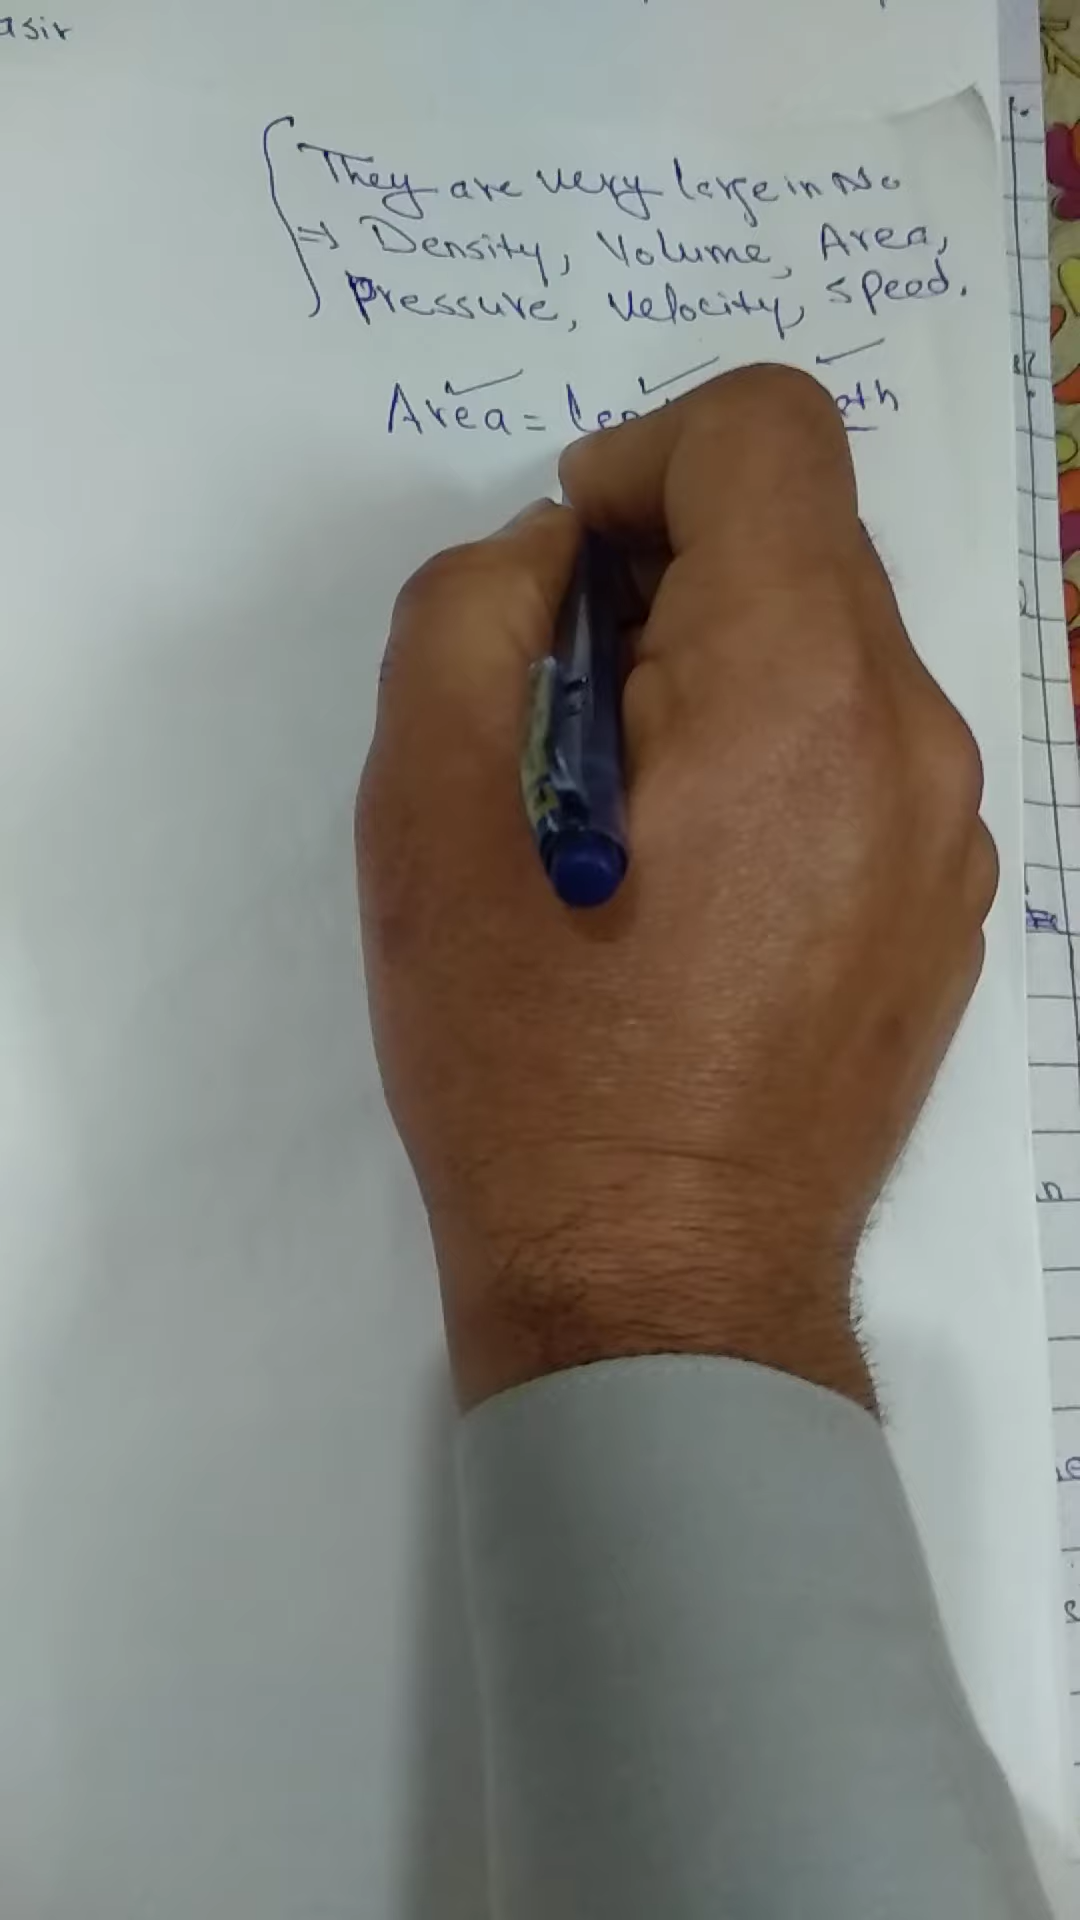 asir
They are very large in No
=> Density, Volume, Area,
Pressure, Velocity, speed.
Area =